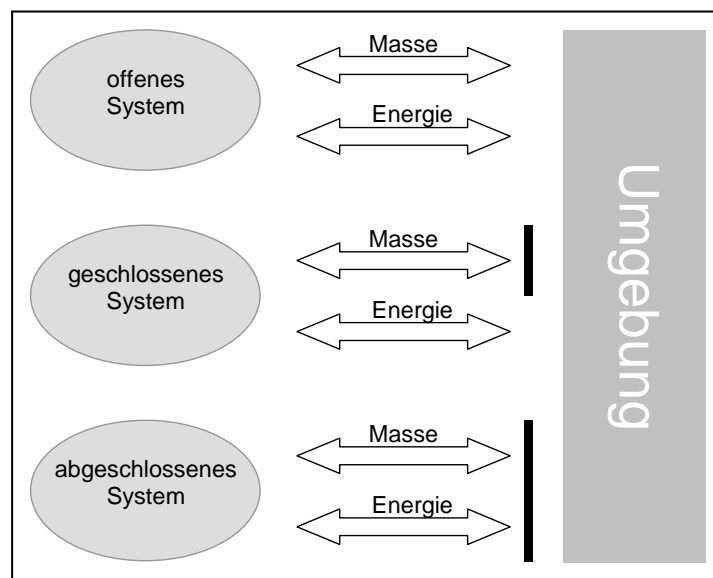 offenes
System
Masse
Energie
geschlossenes
System
Masse
Energie
abgeschlossenes
System
Masse
Energie
Umgebung